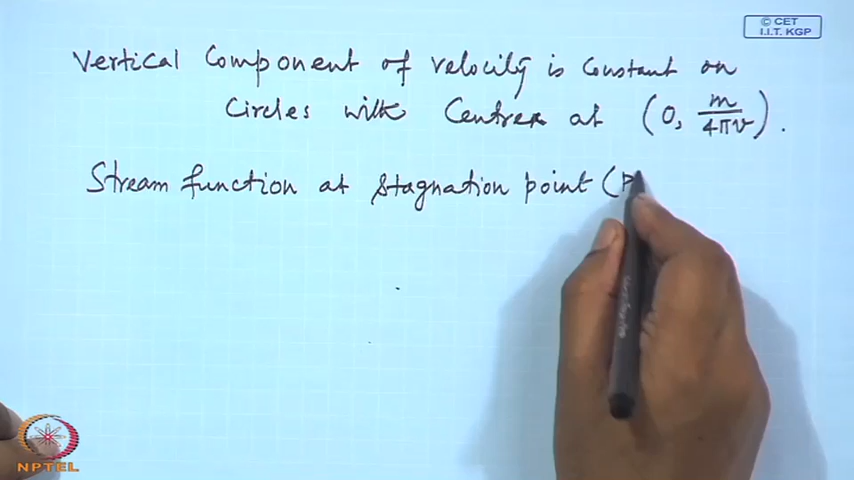 © CET
I.I.T. KGP
Vertical Component of velocity is constant on
Circles with Centre at (0, m/4πv).
Stream function at stagnation point (P
NPTEL